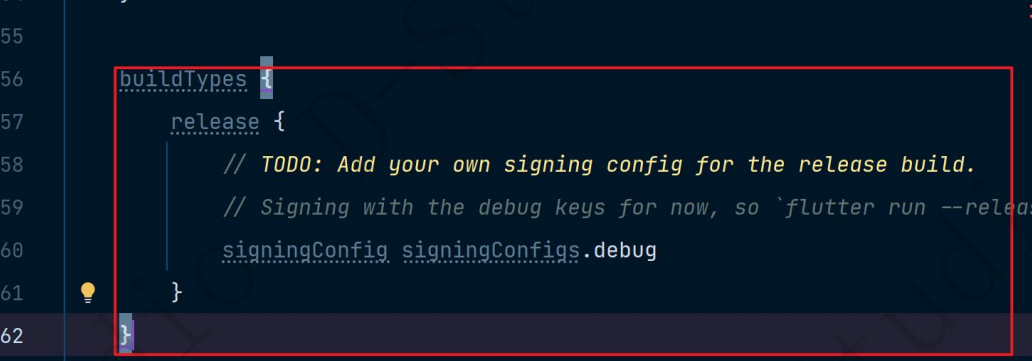 55
56 buildTypes {
57 release {
58 // TODO: Add your own signing config for the release build.
59 // Signing with the debug keys for now, so `flutter run --releas
60 signingConfig signingConfigs.debug
61 }
62 }